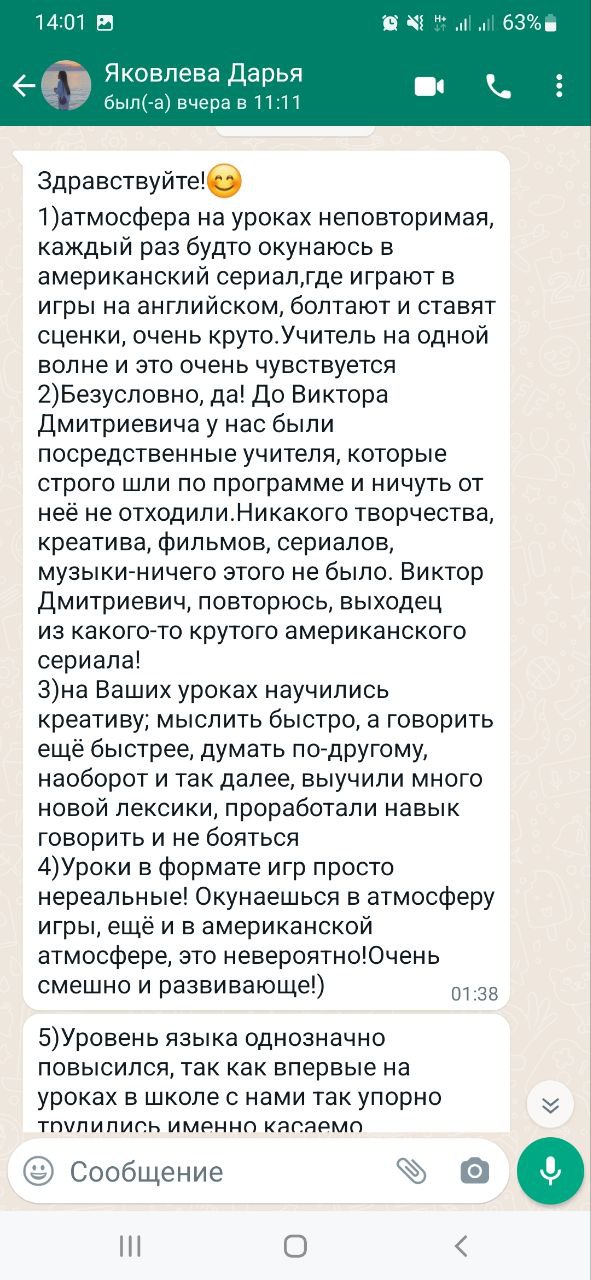 14:01
63%
Яковлева Дарья
был(-а) вчера в 11:11
Здравствуйте!😊
1)атмосфера на уроках неповторимая,
каждый раз будто окунаюсь в
американский сериал,где играют в
игры на английском, болтают и ставят
сценки, очень круто.Учитель на одной
волне и это очень чувствуется
2)Безусловно, да! До Виктора
Дмитриевича у нас были
посредственные учителя, которые
строго шли по программе и ничуть от
неё не отходили.Никакого творчества,
креатива, фильмов, сериалов,
музыки-ничего этого не было. Виктор
Дмитриевич, повторюсь, выходец
из какого-то крутого американского
сериала!
3)на Ваших уроках научились
креативу; мыслить быстро, а говорить
ещё быстрее, думать по-другому,
наоборот и так далее, выучили много
новой лексики, проработали навык
говорить и не бояться
4)Уроки в формате игр просто
нереальные! Окунаешься в атмосферу
игры, ещё и в американской
атмосфере, это невероятно!Очень
смешно и развивающе!)
01:38
5)Уровень языка однозначно
повысился, так как впервые на
уроках в школе с нами так упорно
трудились именно касаемо
Сообщение